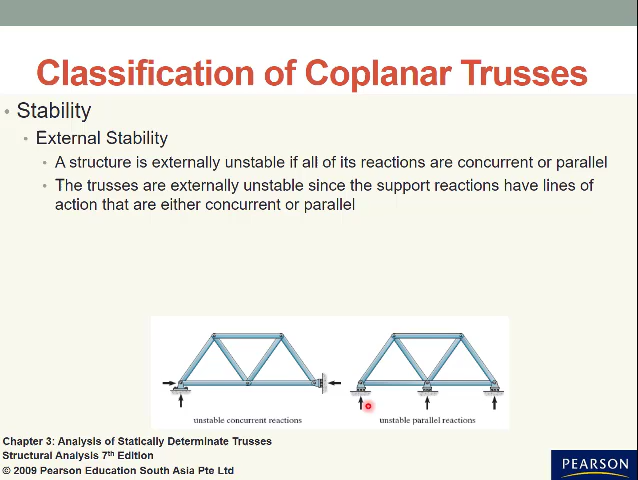 Classification of Coplanar Trusses
• Stability
• External Stability
• A structure is externally unstable if all of its reactions are concurrent or parallel
• The trusses are externally unstable since the support reactions have lines of
action that are either concurrent or parallel
unstable concurrent reactions
unstable parallel reactions
Chapter 3: Analysis of Statically Determinate Trusses
Structural Analysis 7th Edition
© 2009 Pearson Education South Asia Pte Ltd
PEARSON